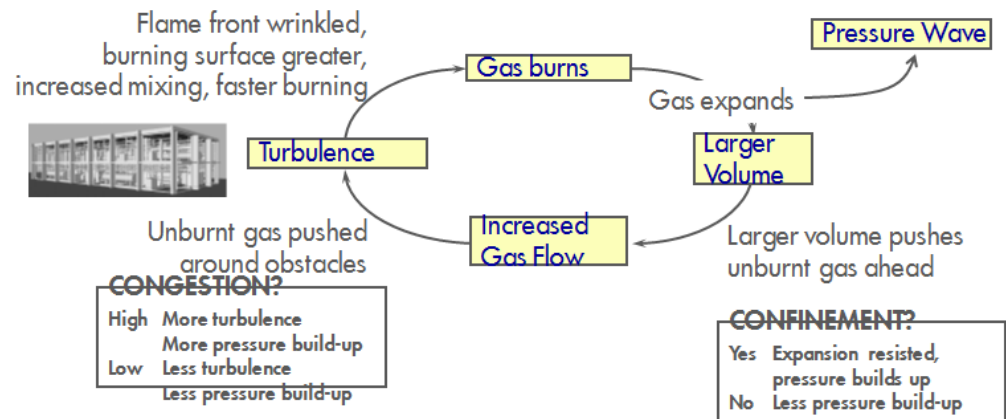 Flame front wrinkled,
burning surface greater,
increased mixing, faster burning
Pressure Wave
Gas burns
Gas expands
Turbulence
Larger
Volume
Unburnt gas pushed
around obstacles
Increased
Gas Flow
Larger volume pushes
unburnt gas ahead
CONGESTION?
High More turbulence
More pressure build-up
Low Less turbulence
Less pressure build-up
CONFINEMENT?
Yes Expansion resisted,
pressure builds up
No Less pressure build-up